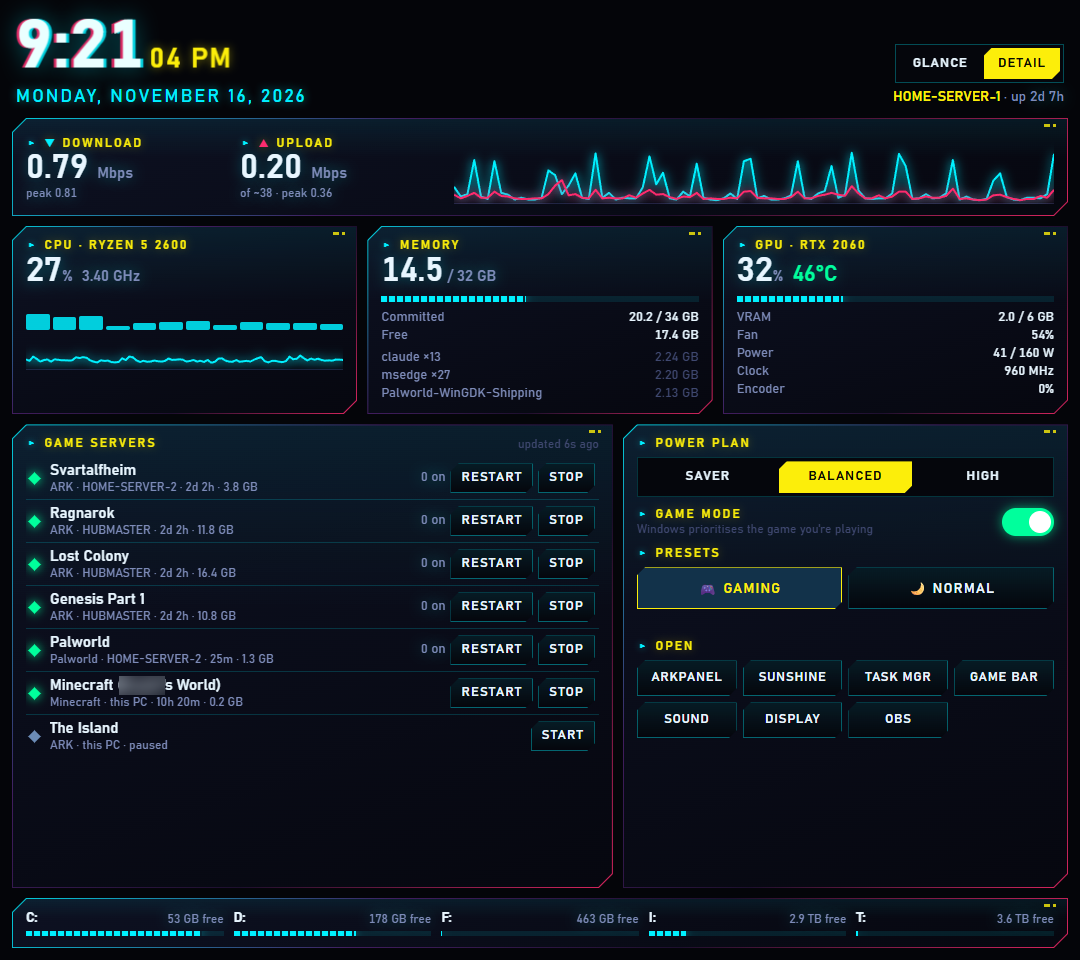 9:21 04 PM
MONDAY, NOVEMBER 16, 2026
GLANCE DETAIL
HOME-SERVER-1 · up 2d 7h
▼ DOWNLOAD
0.79 Mbps
peak 0.81
▲ UPLOAD
0.20 Mbps
of ~38 · peak 0.36
CPU · RYZEN 5 2600
27% 3.40 GHz
MEMORY
14.5 / 32 GB
Committed 20.2 / 34 GB
Free 17.4 GB
claude ×13 2.24 GB
msedge ×27 2.20 GB
Palworld-WinGDK-Shipping 2.13 GB
GPU · RTX 2060
32% 46°C
VRAM 2.0 / 6 GB
Fan 54%
Power 41 / 160 W
Clock 960 MHz
Encoder 0%
GAME SERVERS updated 6s ago
Svartalfheim
ARK · HOME-SERVER-2 · 2d 2h · 3.8 GB
0 on RESTART STOP
Ragnarok
ARK · HUBMASTER · 2d 2h · 11.8 GB
0 on RESTART STOP
Lost Colony
ARK · HUBMASTER · 2d 2h · 16.4 GB
0 on RESTART STOP
Genesis Part 1
ARK · HUBMASTER · 2d 2h · 10.8 GB
0 on RESTART STOP
Palworld
Palworld · HOME-SERVER-2 · 25m · 1.3 GB
0 on RESTART STOP
Minecraft s World)
Minecraft · this PC · 10h 20m · 0.2 GB
RESTART STOP
The Island
ARK · this PC · paused
START
POWER PLAN
SAVER BALANCED HIGH
GAME MODE
Windows prioritises the game you're playing
PRESETS
🎮 GAMING 🌙 NORMAL
OPEN
ARKPANEL SUNSHINE TASK MGR GAME BAR
SOUND DISPLAY OBS
C: 53 GB free D: 178 GB free F: 463 GB free I: 2.9 TB free T: 3.6 TB free